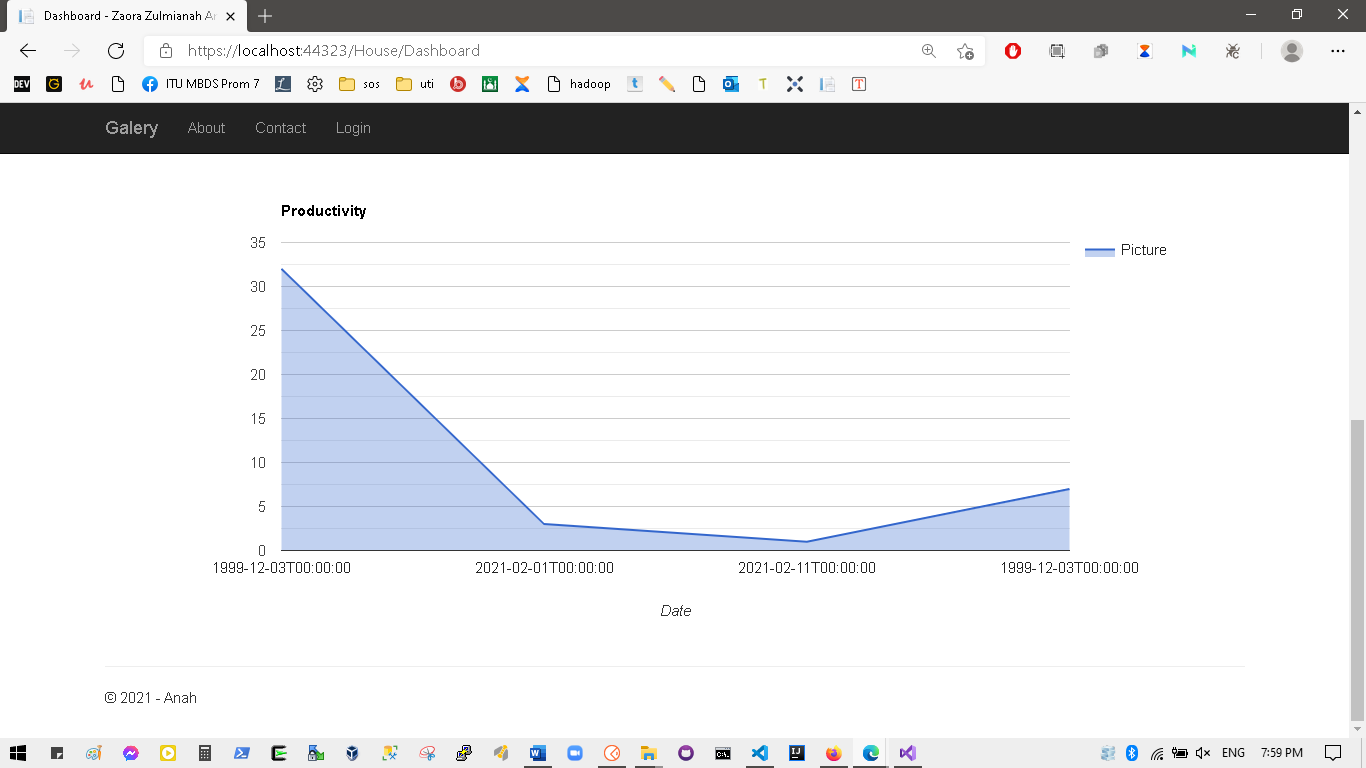 Dashboard - Zaora Zulmianah Ar
https://localhost:44323/House/Dashboard
DEV G ITU MBDS Prom 7 L sos uti b hadoop t T T
Galery About Contact Login
Productivity
35
30
25
20
15
10
5
0
Picture
1999-12-03T00:00:00 2021-02-01T00:00:00 2021-02-11T00:00:00 1999-12-03T00:00:00
Date
© 2021 - Anah
ENG 7:59 PM